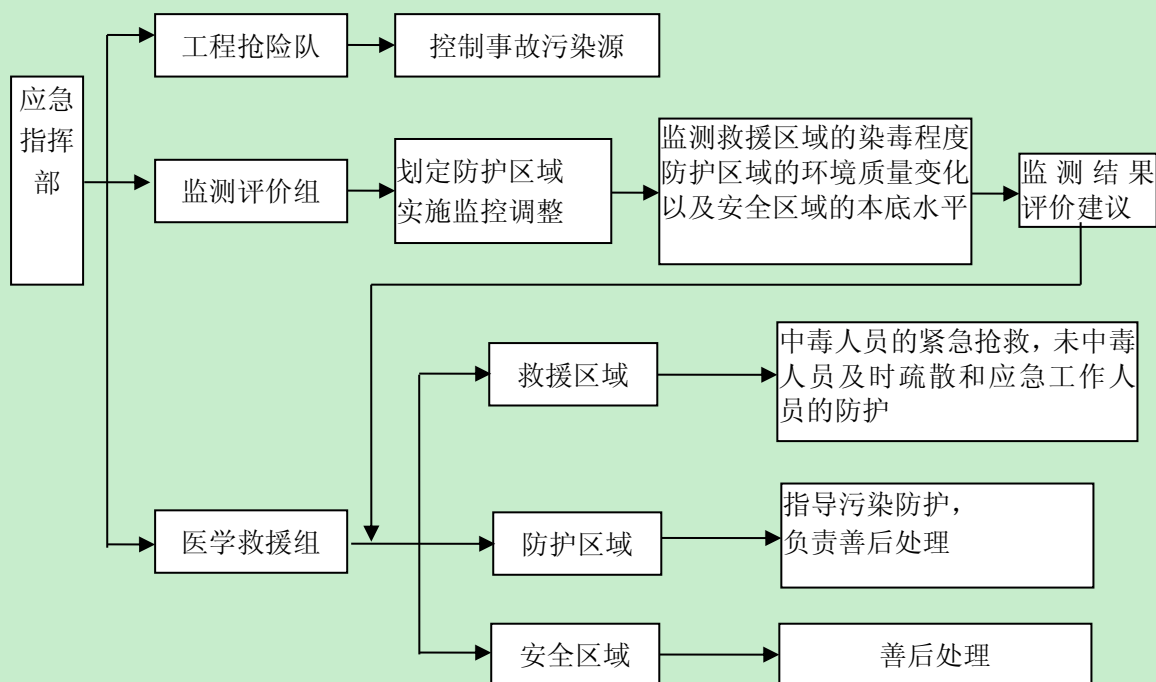 工程抢险队
控制事故污染源
应急
指挥
部
监测评价组
划定防护区域
实施监控调整
监测救援区域的染毒程度
防护区域的环境质量变化
以及安全区域的本底水平
监测结果
评价建议
救援区域
中毒人员的紧急抢救，未中毒
人员及时疏散和应急工作人
员的防护
医学救援组
防护区域
指导污染防护，
负责善后处理
安全区域
善后处理